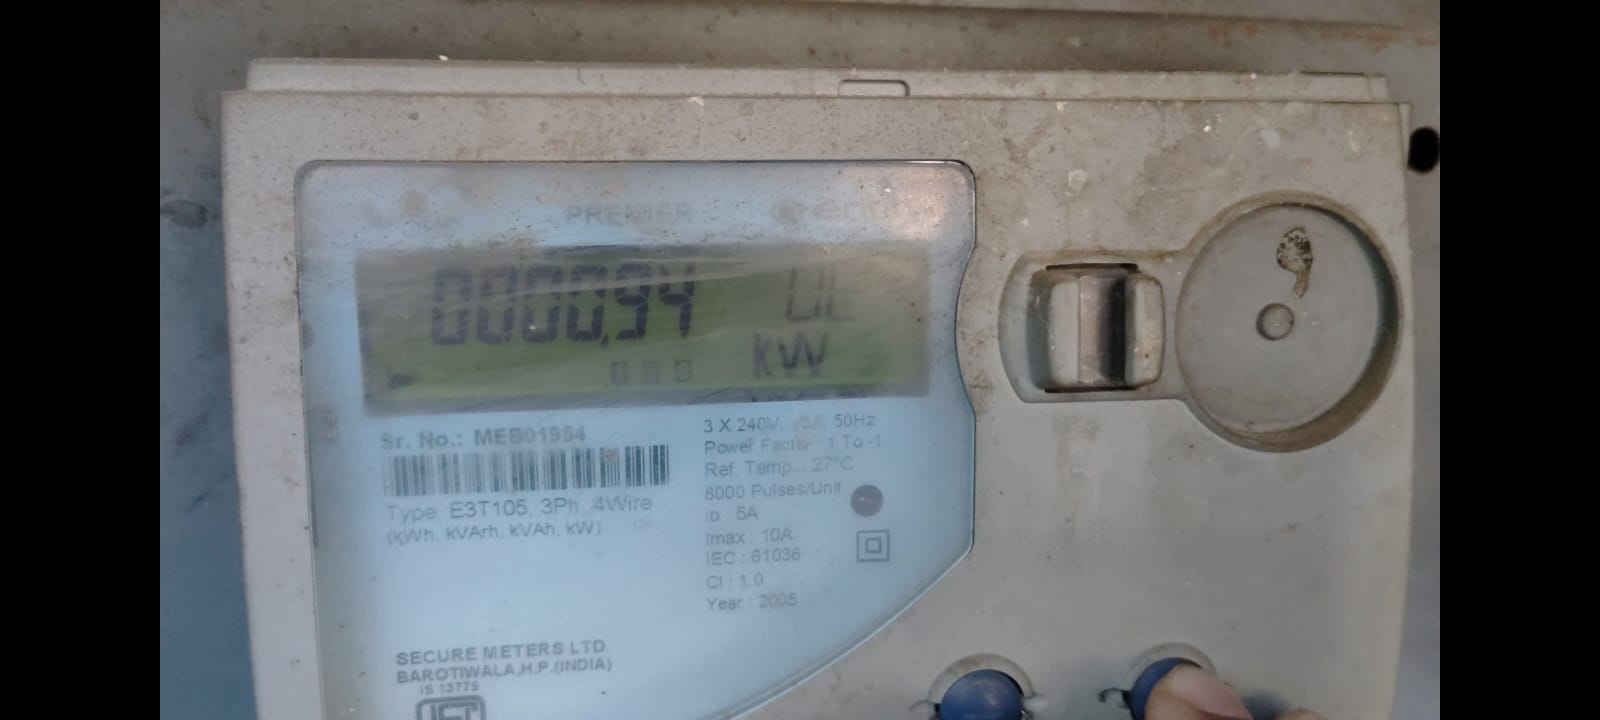 PREMIER
0000.94
kW
Sr. No.: MEB01954
3 X 240V 50Hz
Power Factor 1 To -1
Ref. Temp.: 27°C
8000 Pulses/Unit
Type: E3T105, 3Ph, 4Wire
Ib : 5A
(kWh, kVArh, kVAh, kW)
Imax : 10A
IEC : 61036
Cl : 1.0
Year : 2005
SECURE METERS LTD.
BAROTIWALA,H.P.(INDIA)
IS 13779